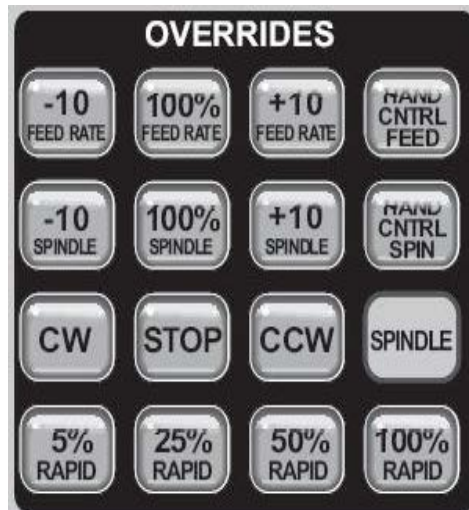 OVERRIDES
-10
FEED RATE
100%
FEED RATE
+10
FEED RATE
HAND
CNTRL
FEED
-10
SPINDLE
100%
SPINDLE
+10
SPINDLE
HAND
CNTRL
SPIN
CW
STOP
CCW
SPINDLE
5%
RAPID
25%
RAPID
50%
RAPID
100%
RAPID